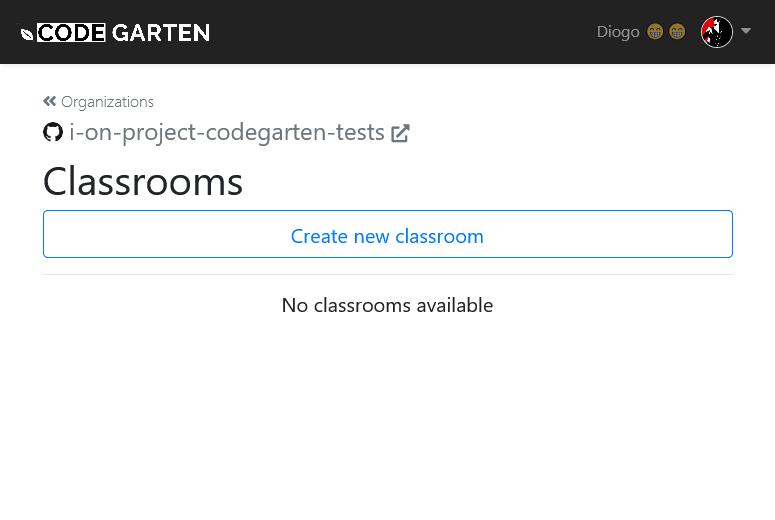 CODE GARTEN
Diogo 😁😁
Organizations
i-on-project-codegarten-tests
Classrooms
Create new classroom
No classrooms available